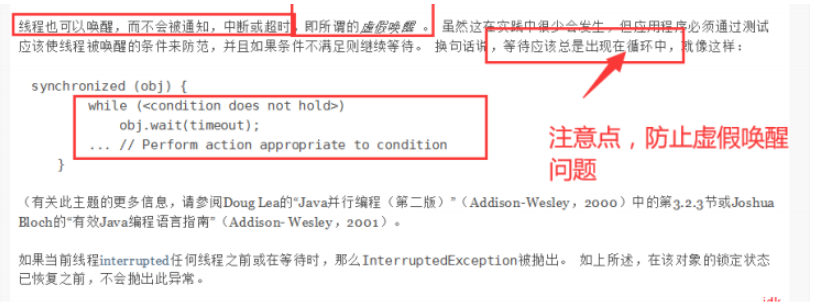 线程也可以唤醒，而不会被通知，中断或超时，即所谓的虚假唤醒 。 虽然这在实践中很少会发生，但应用程序必须通过测试
应该使线程被唤醒的条件来防范，并且如果条件不满足则继续等待。 换句话说，等待应该总是出现在循环中，就像这样：
synchronized (obj) {
while (<condition does not hold>)
obj.wait(timeout);
... // Perform action appropriate to condition
}
注意点，防止虚假唤醒
问题
（有关此主题的更多信息，请参阅Doug Lea的“Java并行编程（第二版）”（Addison-Wesley，2000）中的第3.2.3节或Joshua
Bloch的“有效Java编程语言指南”（Addison- Wesley，2001）。
如果当前线程interrupted任何线程之前或在等待时，那么InterruptedException被抛出。 如上所述，在该对象的锁定状态
已恢复之前，不会抛出此异常。